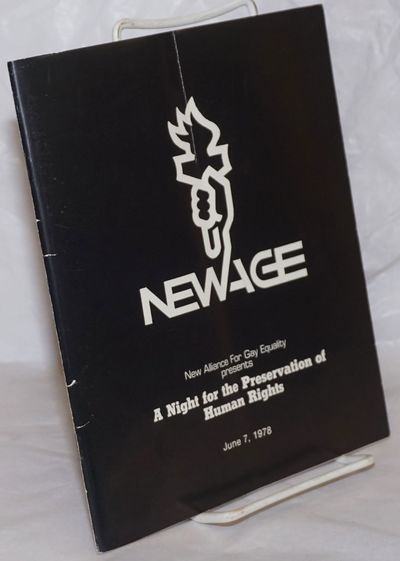 NEWAGE
New Alliance For Gay Equality
presents
A Night for the Preservation of
Human Rights
June 7, 1978